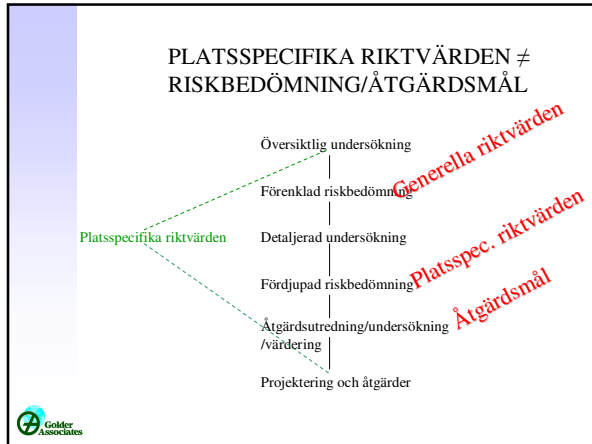 PLATSSPECIFIKA RIKTVÄRDEN ≠
RISKBEDÖMNING/ÅTGÄRDSMÅL
Översiktlig undersökning
Förenklad riskbedömning
Generella riktvärden
Platsspecifika riktvärden
Detaljerad undersökning
Fördjupad riskbedömning
Platsspec. riktvärden
Åtgärdsutredning/undersökning
/värdering
Åtgärdsmål
Projektering och åtgärder
Golder
Associates